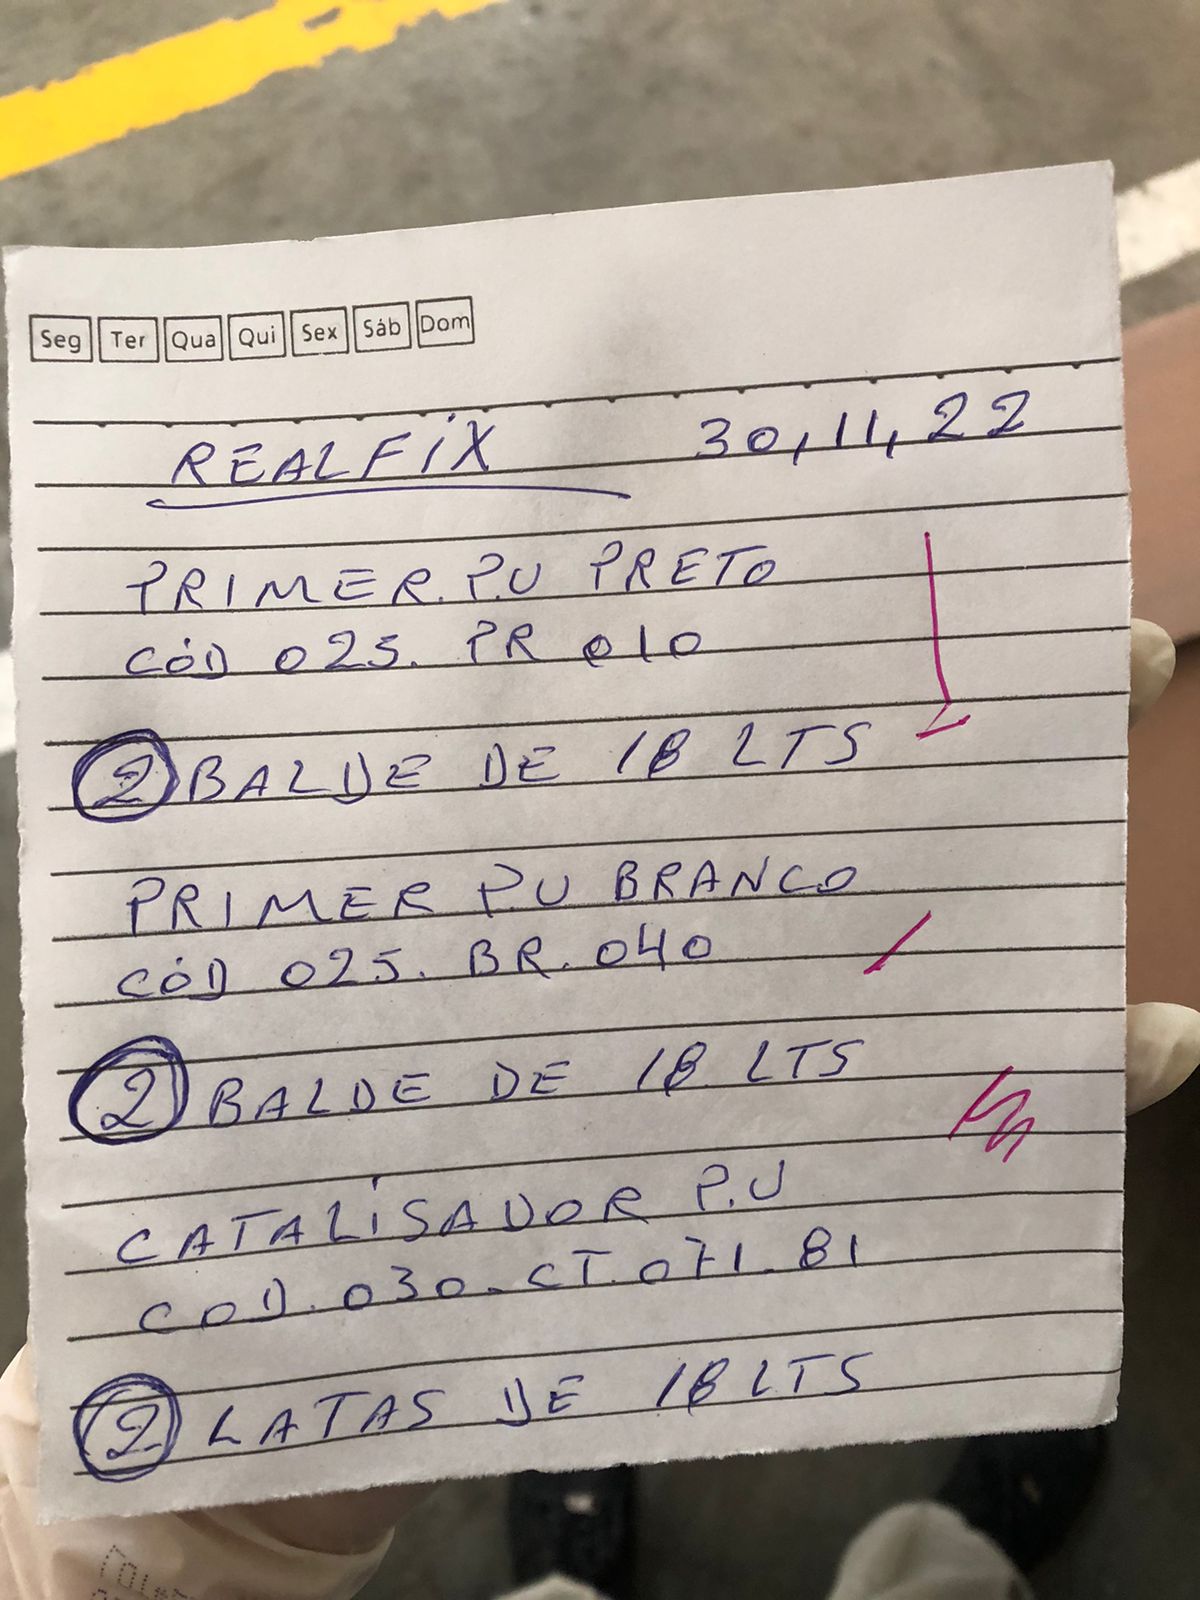 Seg Ter Qua Qui Sex Sáb Dom
REALFIX 30,11,22
PRIMER.P.U PRETO
CÓD 025. PR 010
2 BALDE DE 18 LTS
PRIMER P.U BRANCO
CÓD 025. BR. 040
2 BALDE DE 18 LTS
CATALISADOR P.U
COD. 030. CT. 071. 81
2 LATAS DE 18 LTS